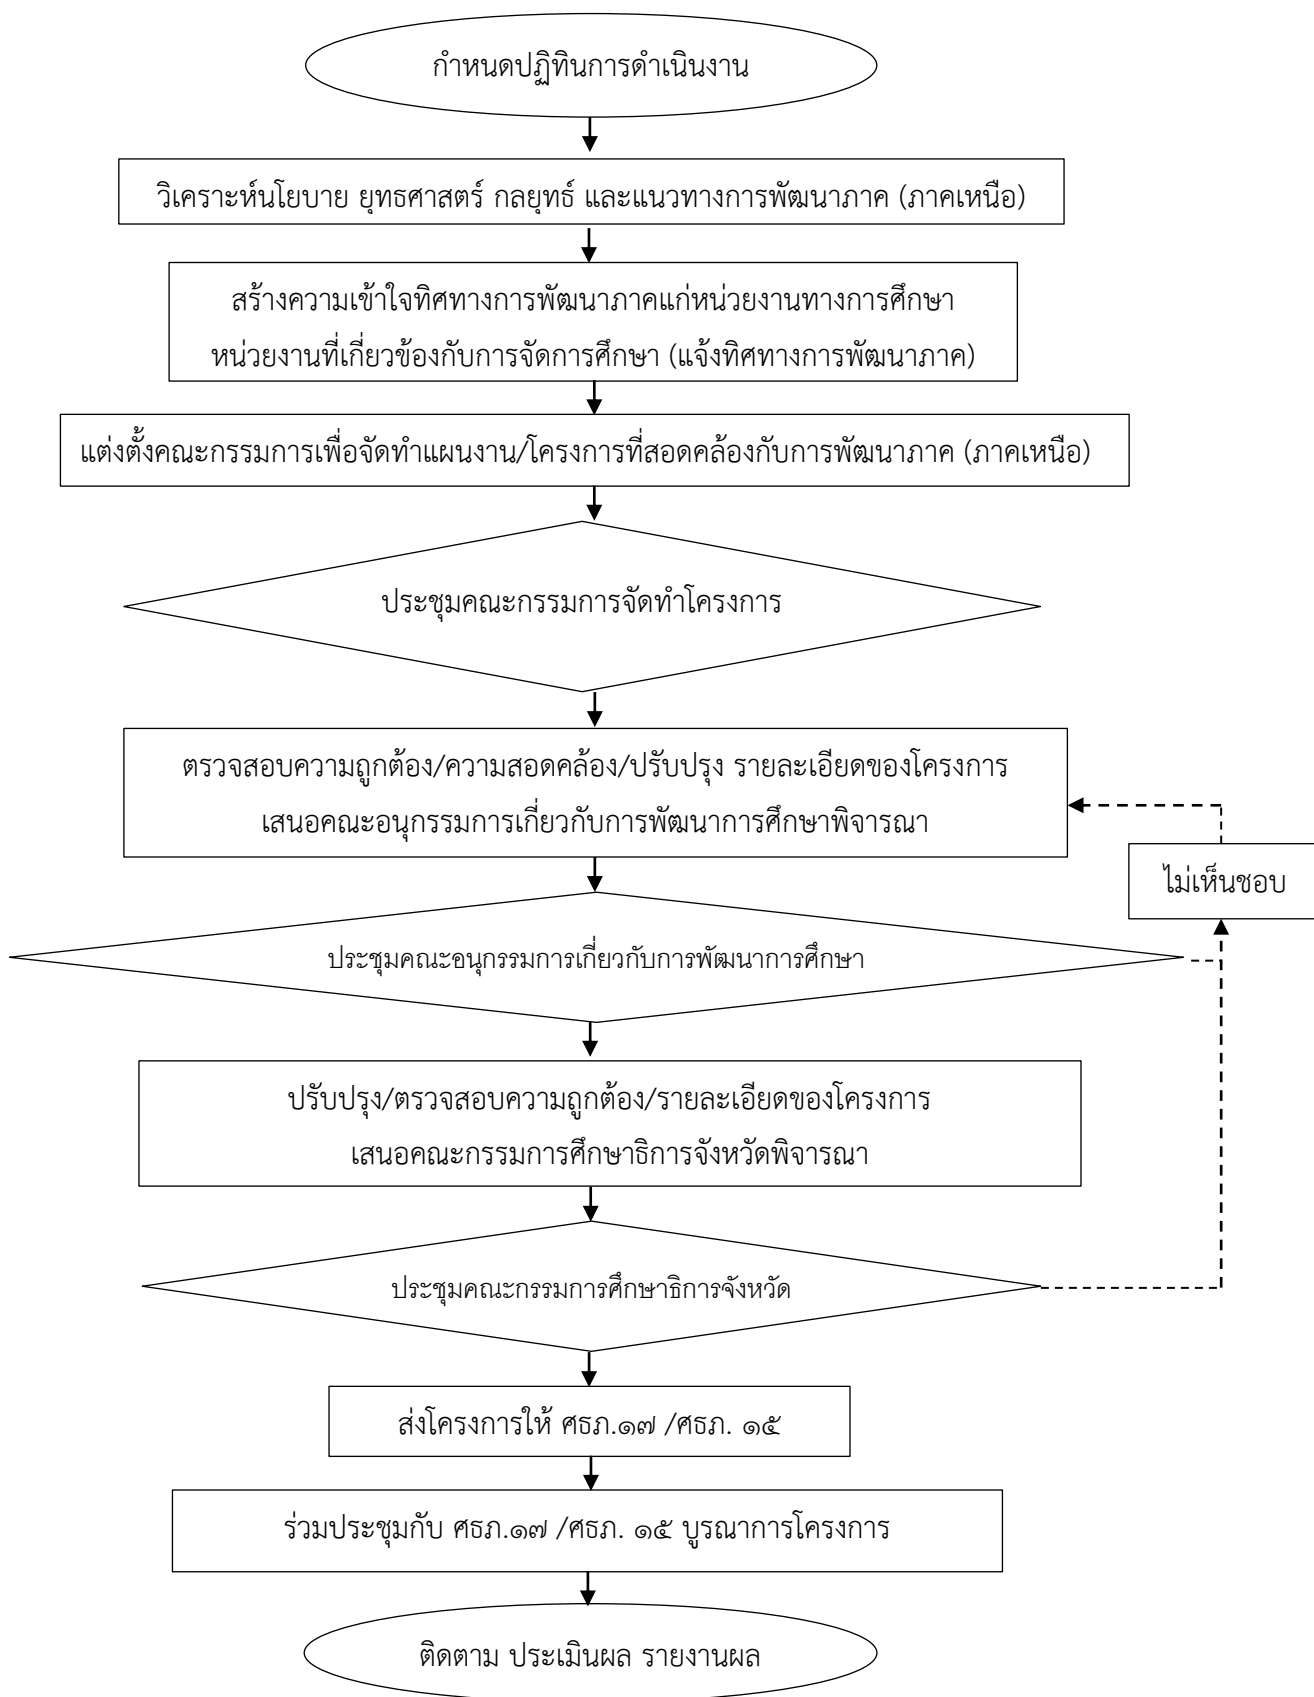 กำหนดปฏิทินการดำเนินงาน
วิเคราะห์นโยบาย ยุทธศาสตร์ กลยุทธ์ และแนวทางการพัฒนาภาค (ภาคเหนือ)
สร้างความเข้าใจทิศทางการพัฒนาภาคแก่หน่วยงานทางการศึกษา
หน่วยงานที่เกี่ยวข้องกับการจัดการศึกษา (แจ้งทิศทางการพัฒนาภาค)
แต่งตั้งคณะกรรมการเพื่อจัดทำแผนงาน/โครงการที่สอดคล้องกับการพัฒนาภาค (ภาคเหนือ)
ประชุมคณะกรรมการจัดทำโครงการ
ตรวจสอบความถูกต้อง/ความสอดคล้อง/ปรับปรุง รายละเอียดของโครงการ
เสนอคณะอนุกรรมการเกี่ยวกับการพัฒนาการศึกษาพิจารณา
ไม่เห็นชอบ
ประชุมคณะอนุกรรมการเกี่ยวกับการพัฒนาการศึกษา
ปรับปรุง/ตรวจสอบความถูกต้อง/รายละเอียดของโครงการ
เสนอคณะกรรมการศึกษาธิการจังหวัดพิจารณา
ประชุมคณะกรรมการศึกษาธิการจังหวัด
ส่งโครงการให้ ศธภ.๑๗ /ศธภ. ๑๕
ร่วมประชุมกับ ศธภ.๑๗ /ศธภ. ๑๕ บูรณาการโครงการ
ติดตาม ประเมินผล รายงานผล